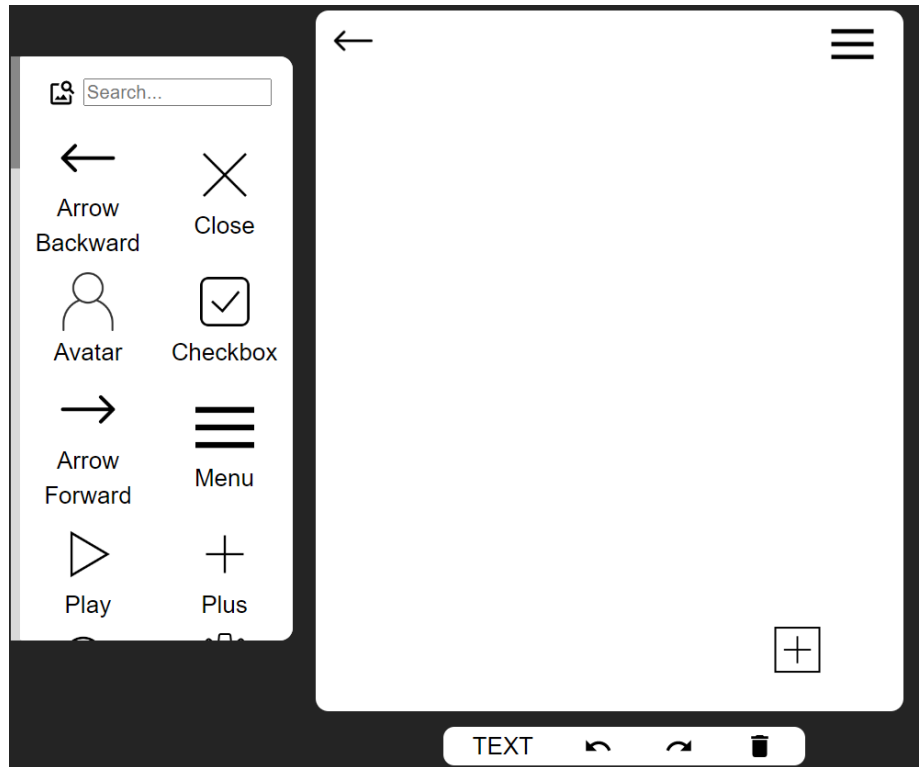 Search...
Arrow
Backward
Close
Avatar
Checkbox
Arrow
Forward
Menu
Play
Plus
TEXT